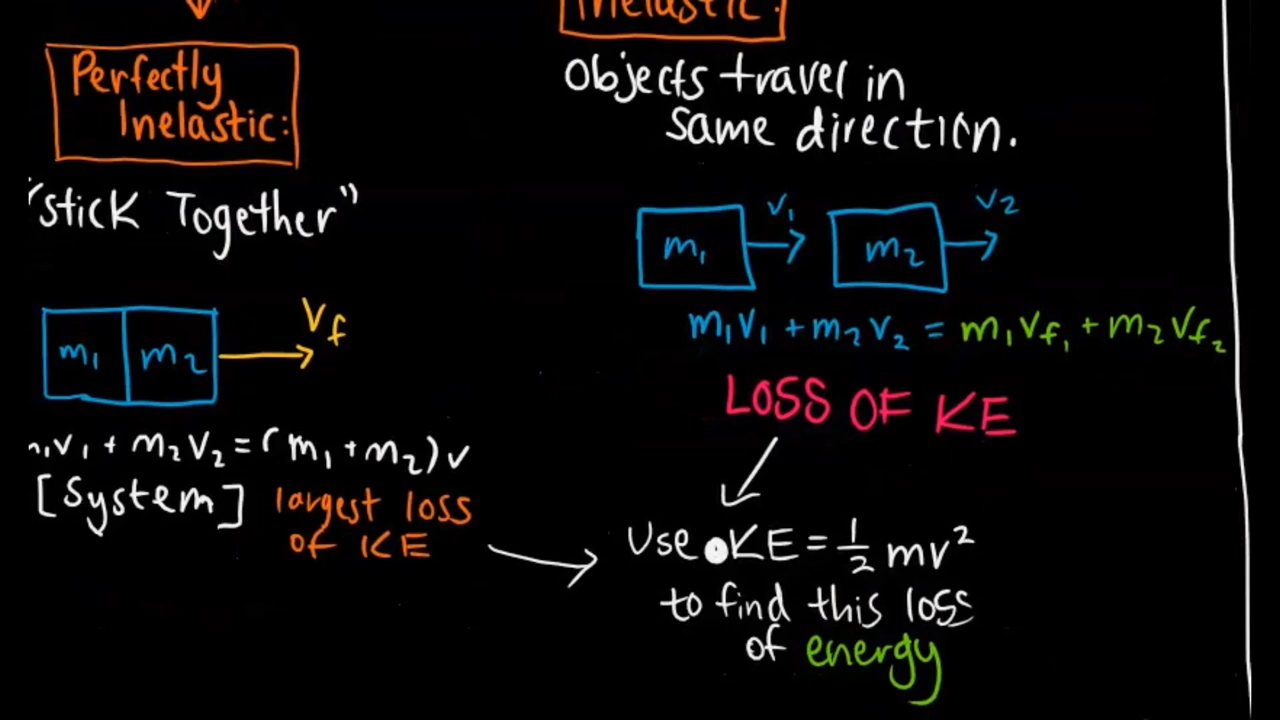 Perfectly
Inelastic:
"stick Together"
m₁ m₂
Vf
v₁ + m₂ v₂ = (m₁ + m₂) v
[System] largest loss
of KE
Inelastic:
Objects travel in
same direction.
m₁ v₁ m₂ v₂
m₁v₁ + m₂v₂ = m₁vf₁ + m₂vf₂
LOSS OF KE
Use KE = ½ mv²
to find this loss
of energy